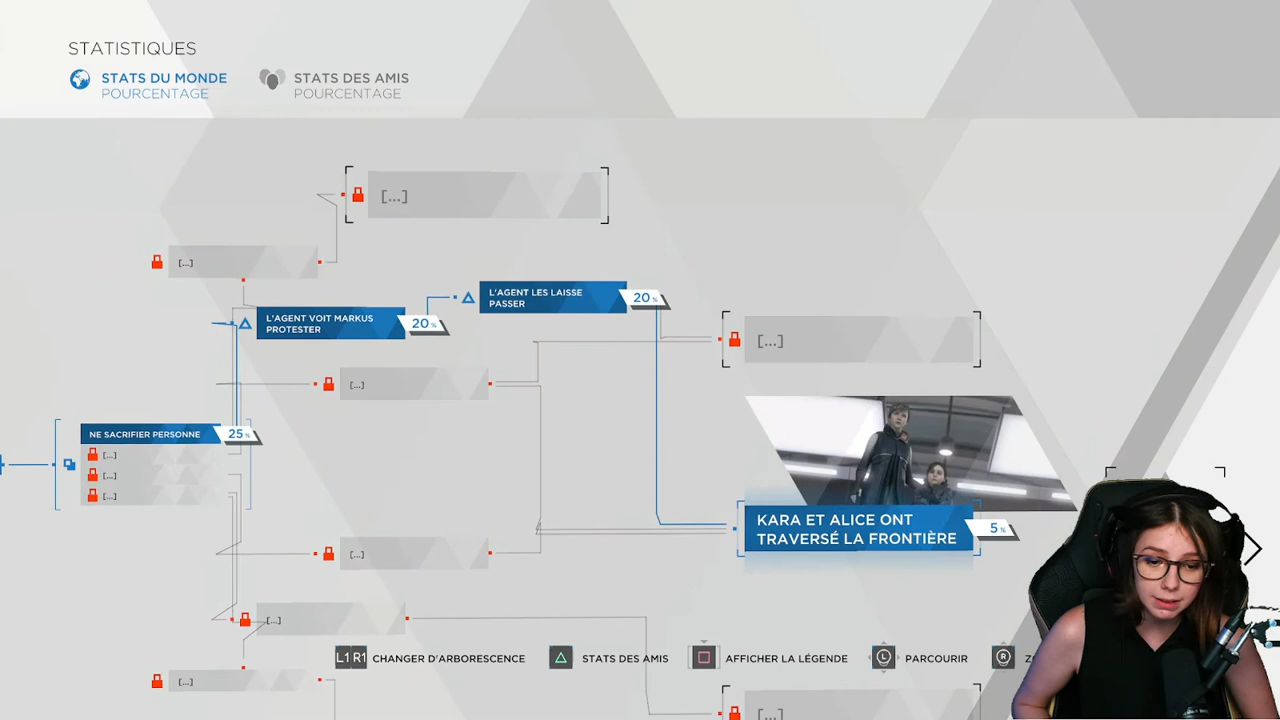 STATISTIQUES
STATS DU MONDE
POURCENTAGE
STATS DES AMIS
POURCENTAGE
[...]
[...]
L'AGENT VOIT MARKUS
PROTESTER
20%
L'AGENT LES LAISSE
PASSER
20%
[...]
[...]
NE SACRIFIER PERSONNE
25%
[...]
[...]
[...]
KARA ET ALICE ONT
TRAVERSÉ LA FRONTIÈRE
5%
[...]
[...]
[...]
[...]
L1 R1 CHANGER D'ARBORESCENCE
STATS DES AMIS
AFFICHER LA LÉGENDE
L PARCOURIR
R